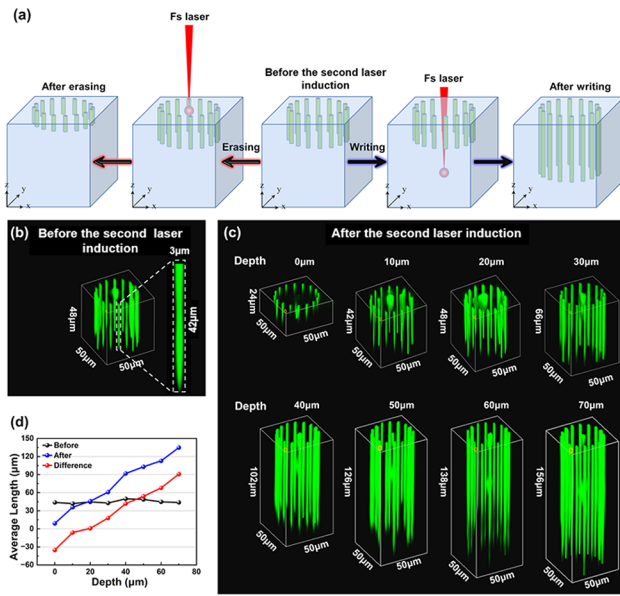 (a)
Fs laser
After erasing
Before the second laser
induction
Fs laser
After writing
Erasing
Writing
z
y
x
z
y
x
z
y
x
z
y
x
z
y
x
(b)
Before the second laser
induction
3μm
48μm
42μm
50μm
50μm
(c)
After the second laser induction
Depth 0μm 10μm 20μm 30μm
24μm
50μm
50μm
42μm
50μm
50μm
48μm
50μm
50μm
66μm
50μm
50μm
Depth 40μm 50μm 60μm 70μm
102μm
50μm
50μm
126μm
50μm
50μm
138μm
50μm
50μm
156μm
50μm
50μm
(d)
Before
After
Difference
150
120
90
60
30
0
-30
-60
Average Length (μm)
0 20 40 60 80
Depth (μm)